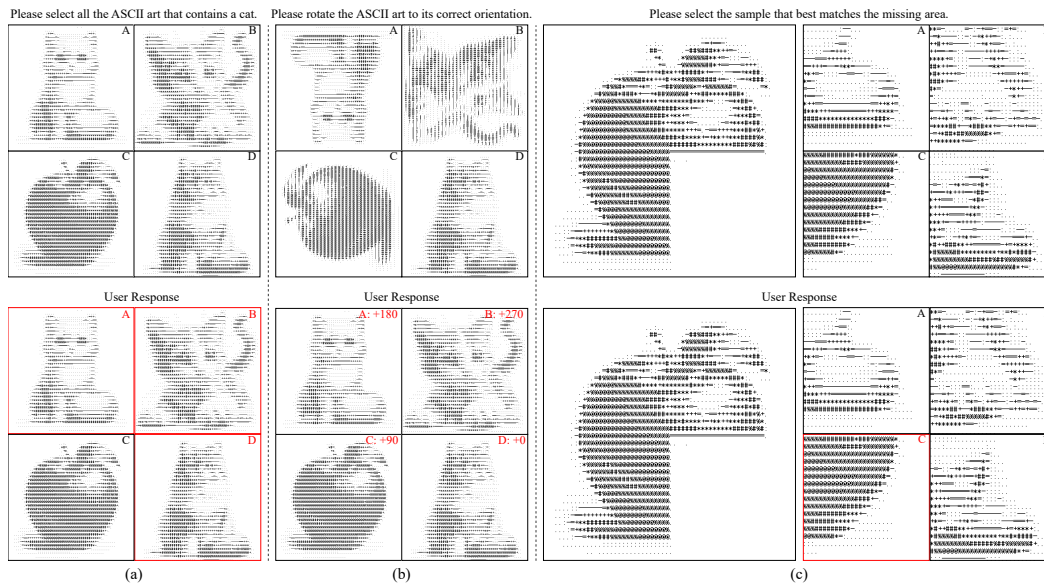 Please select all the ASCII art that contains a cat.
A
B
C
D
Please rotate the ASCII art to its correct orientation.
A
B
C
D
Please select the sample that best matches the missing area.
A
C
User Response
A
B
C
D
User Response
A: +180
B: +270
C: +90
D: +0
User Response
A
C
(a)
(b)
(c)